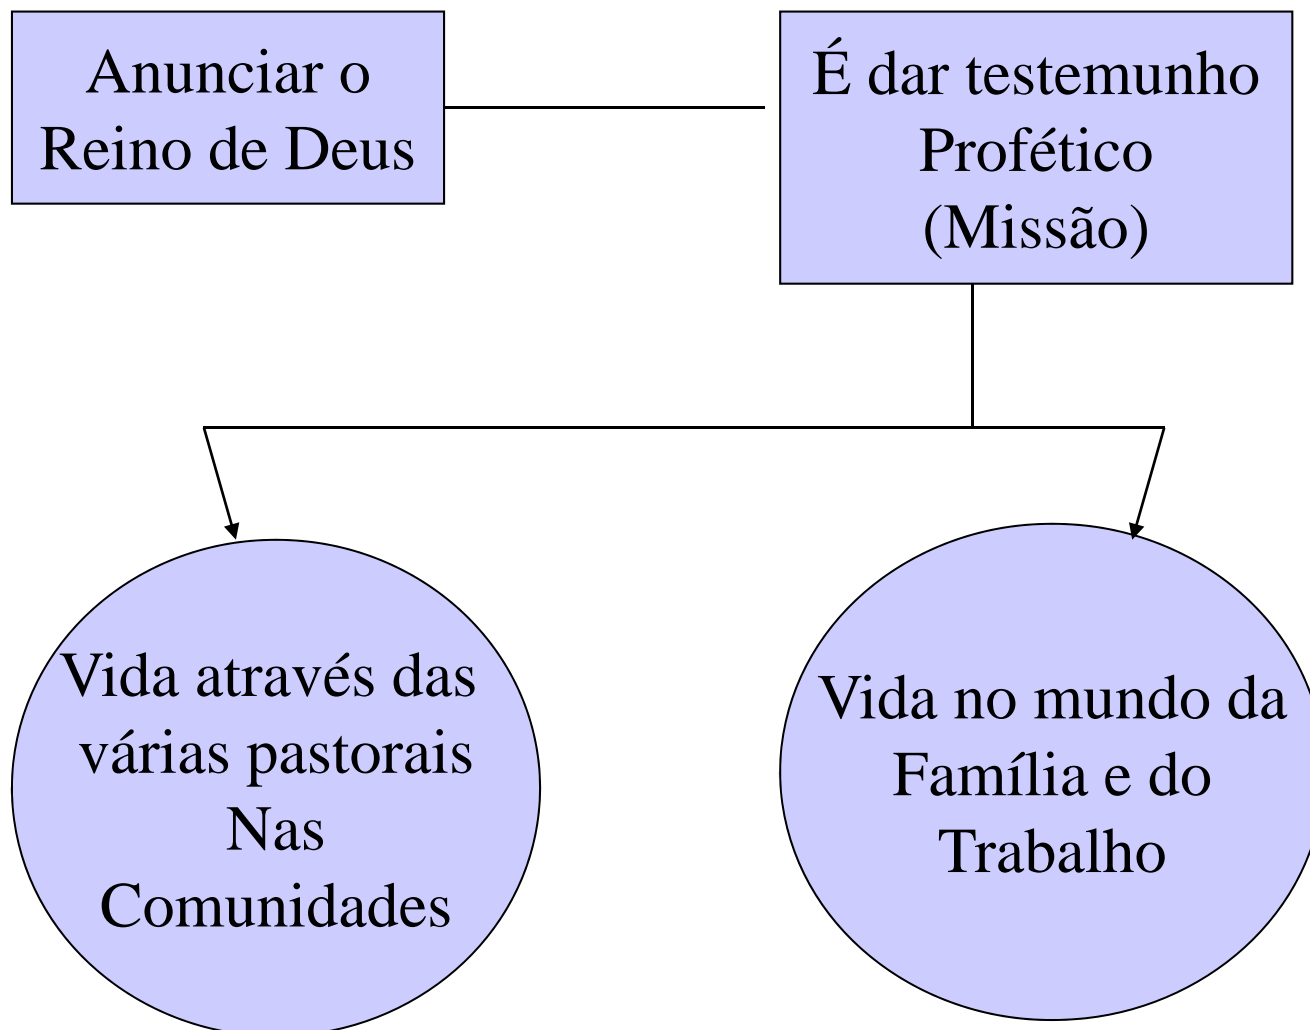 Anunciar o
Reino de Deus
É dar testemunho
Profético
(Missão)
Vida através das
várias pastorais
Nas
Comunidades
Vida no mundo da
Família e do
Trabalho